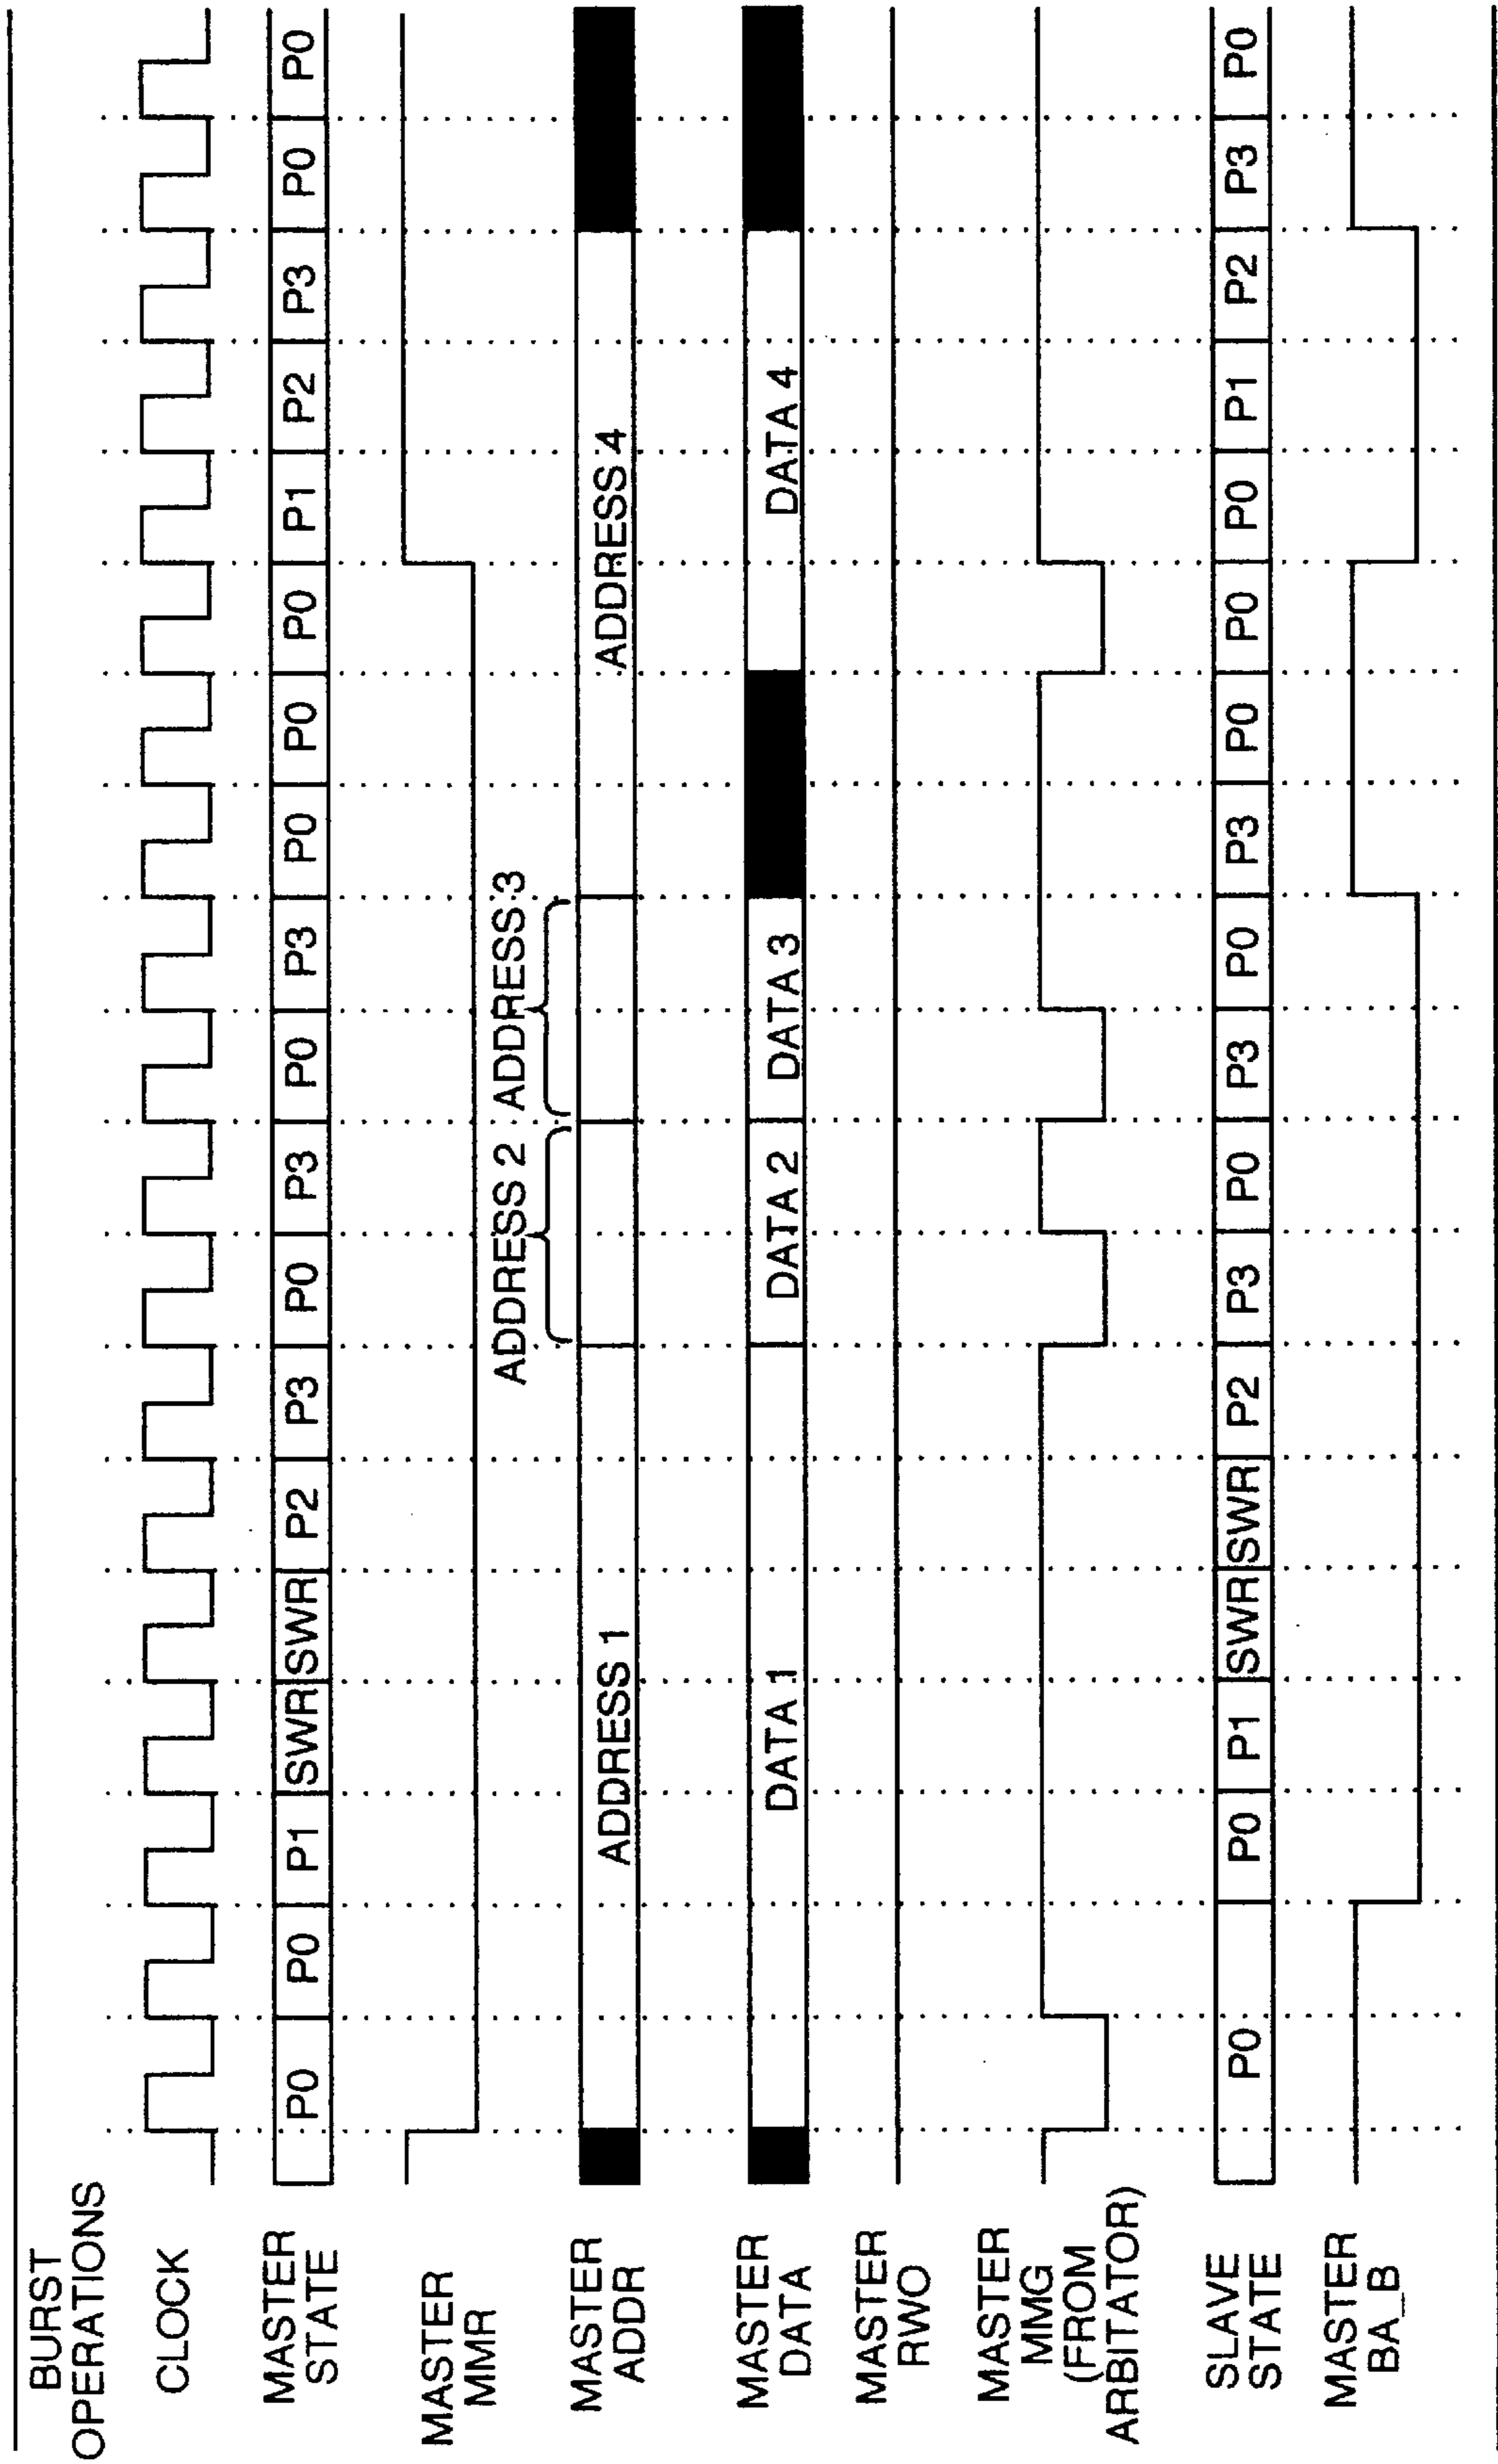 BURST
OPERATIONS
CLOCK
MASTER
STATE
P0 P0 P1 SWR SWR P2 P3 P0 P3 P0 P3 P0 P0 P0 P1 P2 P3 P0 P0
MASTER
MMR
ADDRESS 2 ADDRESS 3
MASTER
ADDR
ADDRESS 1 ADDRESS 4
MASTER
DATA
DATA 1 DATA 2 DATA 3 DATA 4
MASTER
RWO
MASTER
MMG
(FROM
ARBITATOR)
SLAVE
STATE
P0 P0 P1 SWR SWR P2 P3 P0 P3 P0 P3 P0 P0 P0 P1 P2 P3 P0
MASTER
BA_B